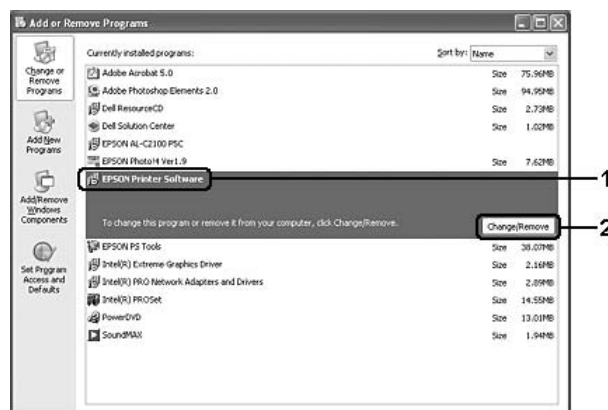 Add or Remove Programs
Change or
Remove
Programs
Add New
Programs
Add/Remove
Windows
Components
Set Program
Access and
Defaults
Currently installed programs:
Sort by: Name
Adobe Acrobat 5.0 Size 75.96MB
Adobe Photoshop Elements 2.0 Size 94.95MB
Dell ResourceCD Size 2.73MB
Dell Solution Center Size 1.02MB
EPSON AL-C2100 PSC
EPSON Photo!4 Ver1.9 Size 7.62MB
EPSON Printer Software 1
To change this program or remove it from your computer, click Change/Remove.
Change/Remove 2
EPSON PS Tools Size 38.07MB
Intel(R) Extreme Graphics Driver Size 2.16MB
Intel(R) PRO Network Adapters and Drivers Size 2.89MB
Intel(R) PROSet Size 14.55MB
PowerDVD Size 13.01MB
SoundMAX Size 1.94MB